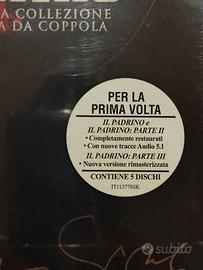 A COLLEZIONE
A DA COPPOLA
PER LA
PRIMA VOLTA
IL PADRINO e
IL PADRINO: PARTE II
• Completamente restaurati
• Con nuove tracce Audio 5.1
IL PADRINO: PARTE III
• Nuova versione rimasterizzata
CONTIENE 5 DISCHI
IT113778SK
subito